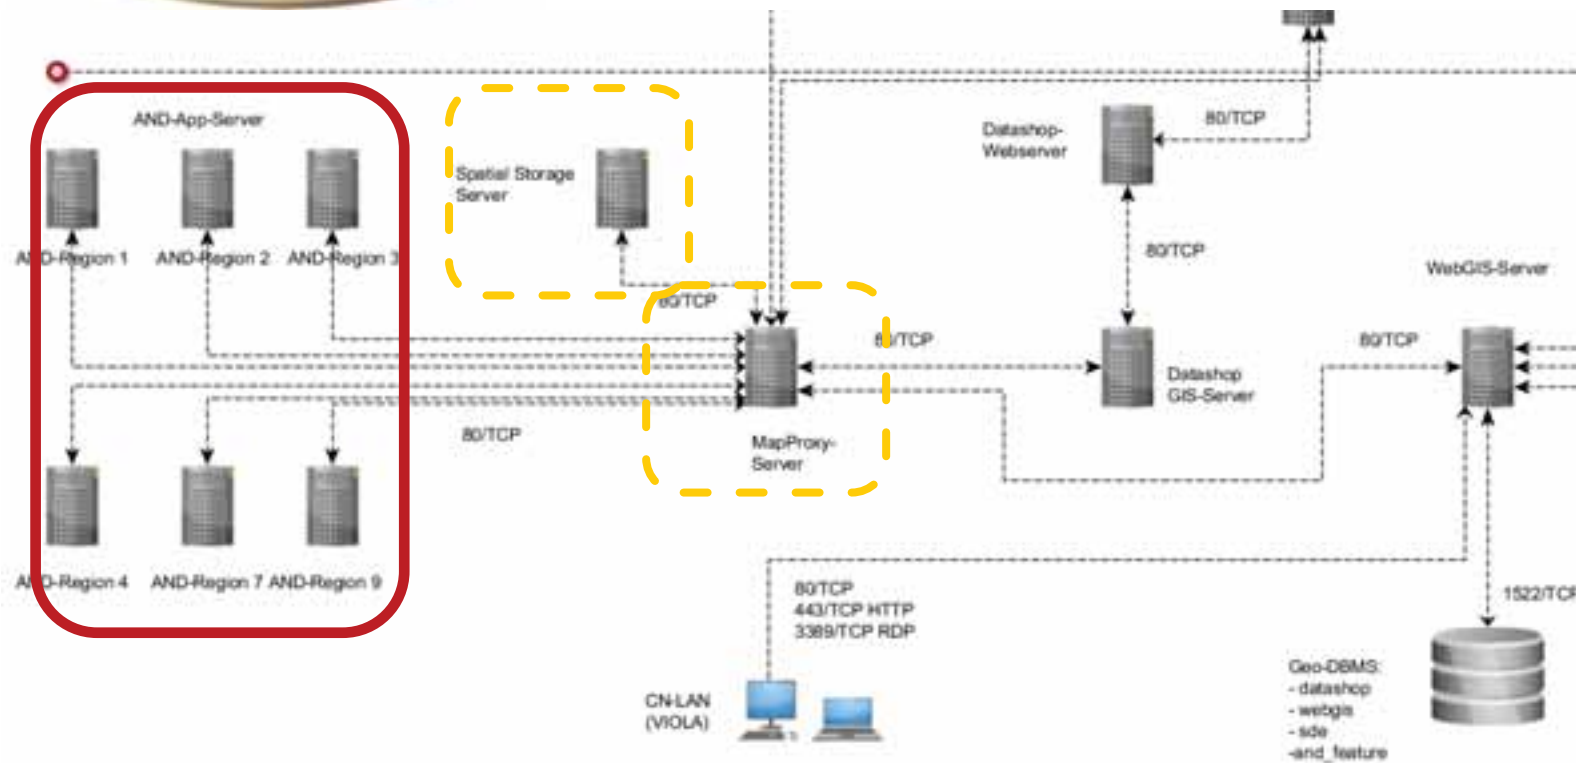 AND-App-Server
AND-Region 1
AND-Region 2
AND-Region 3
Spatial Storage
Server
80/TCP
Datashop-
Webserver
80/TCP
80/TCP
WebGIS-Server
80/TCP
80/TCP
Datashop
GIS-Server
80/TCP
MapProxy-
Server
AND-Region 4
AND-Region 7
AND-Region 9
80/TCP
443/TCP HTTP
3389/TCP RDP
1522/TCP
CN-LAN
(VIOLA)
Geo-DBMS:
- datashop
- webgis
- sde
-and_feature